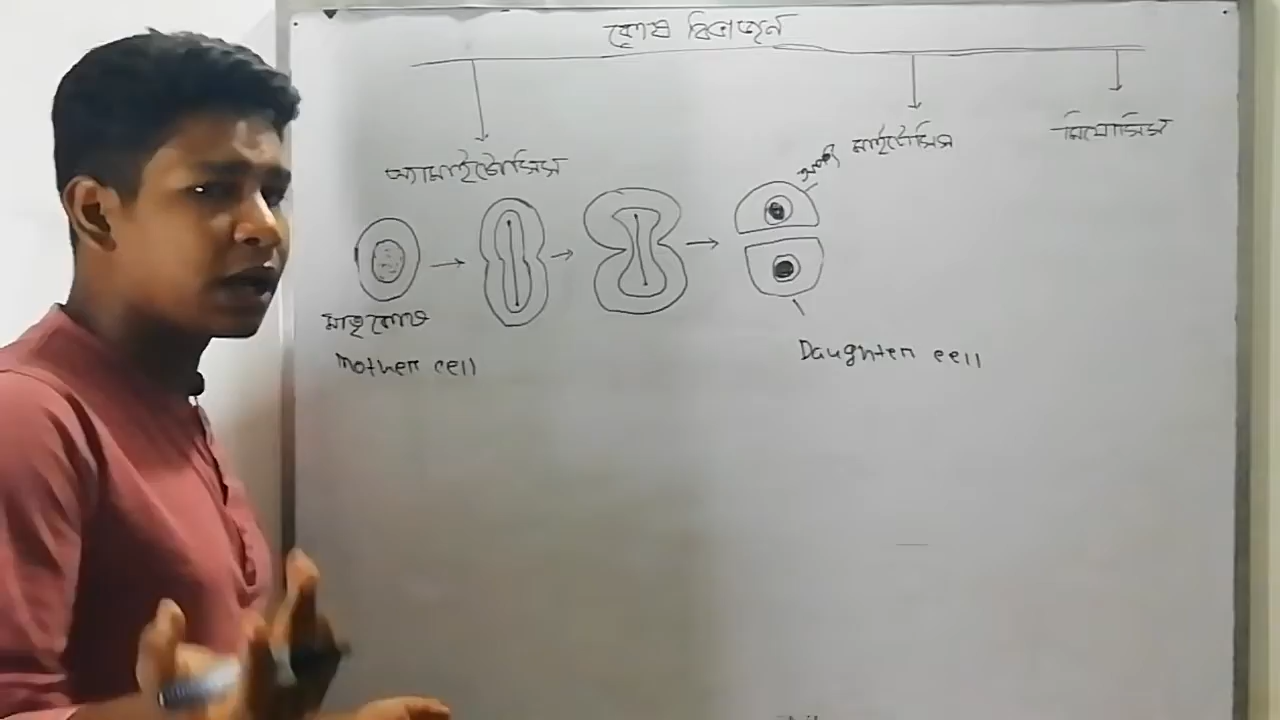 কোষ বিভাজন
অ্যামাইটোসিস
মাইটোসিস
মিয়োসিস
মাতৃকোষ
Mother cell
Daughter cell